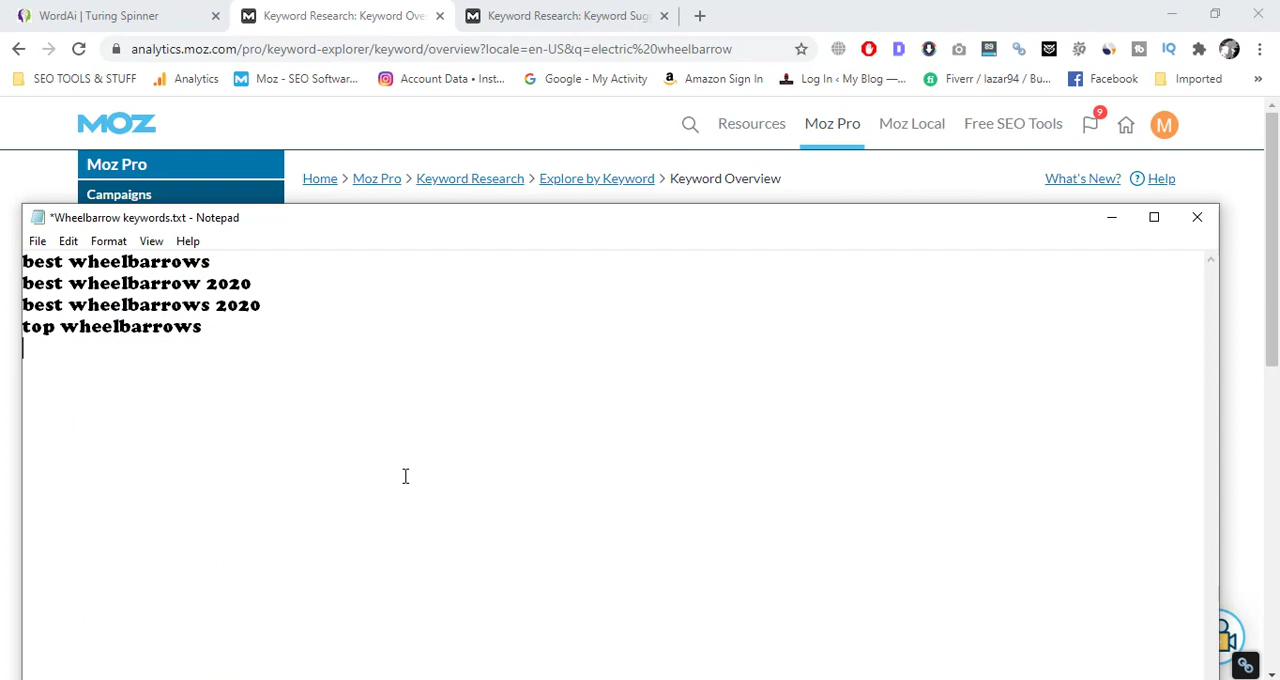 WordAi | Turing Spinner
Keyword Research: Keyword Ove
Keyword Research: Keyword Sug
analytics.moz.com/pro/keyword-explorer/keyword/overview?locale=en-US&q=electric%20wheelbarrow
89
IQ
SEO TOOLS & STUFF
Analytics
Moz - SEO Softwar...
Account Data • Inst...
Google - My Activity
Amazon Sign In
Log In ‹ My Blog —...
Fiverr / lazar94 / Bu...
Facebook
Imported
»
MOZ
Resources
Moz Pro
Moz Local
Free SEO Tools
9
M
Moz Pro
Campaigns
Home > Moz Pro > Keyword Research > Explore by Keyword > Keyword Overview
What's New?
Help
*Wheelbarrow keywords.txt - Notepad
File Edit Format View Help
best wheelbarrows
best wheelbarrow 2020
best wheelbarrows 2020
top wheelbarrows